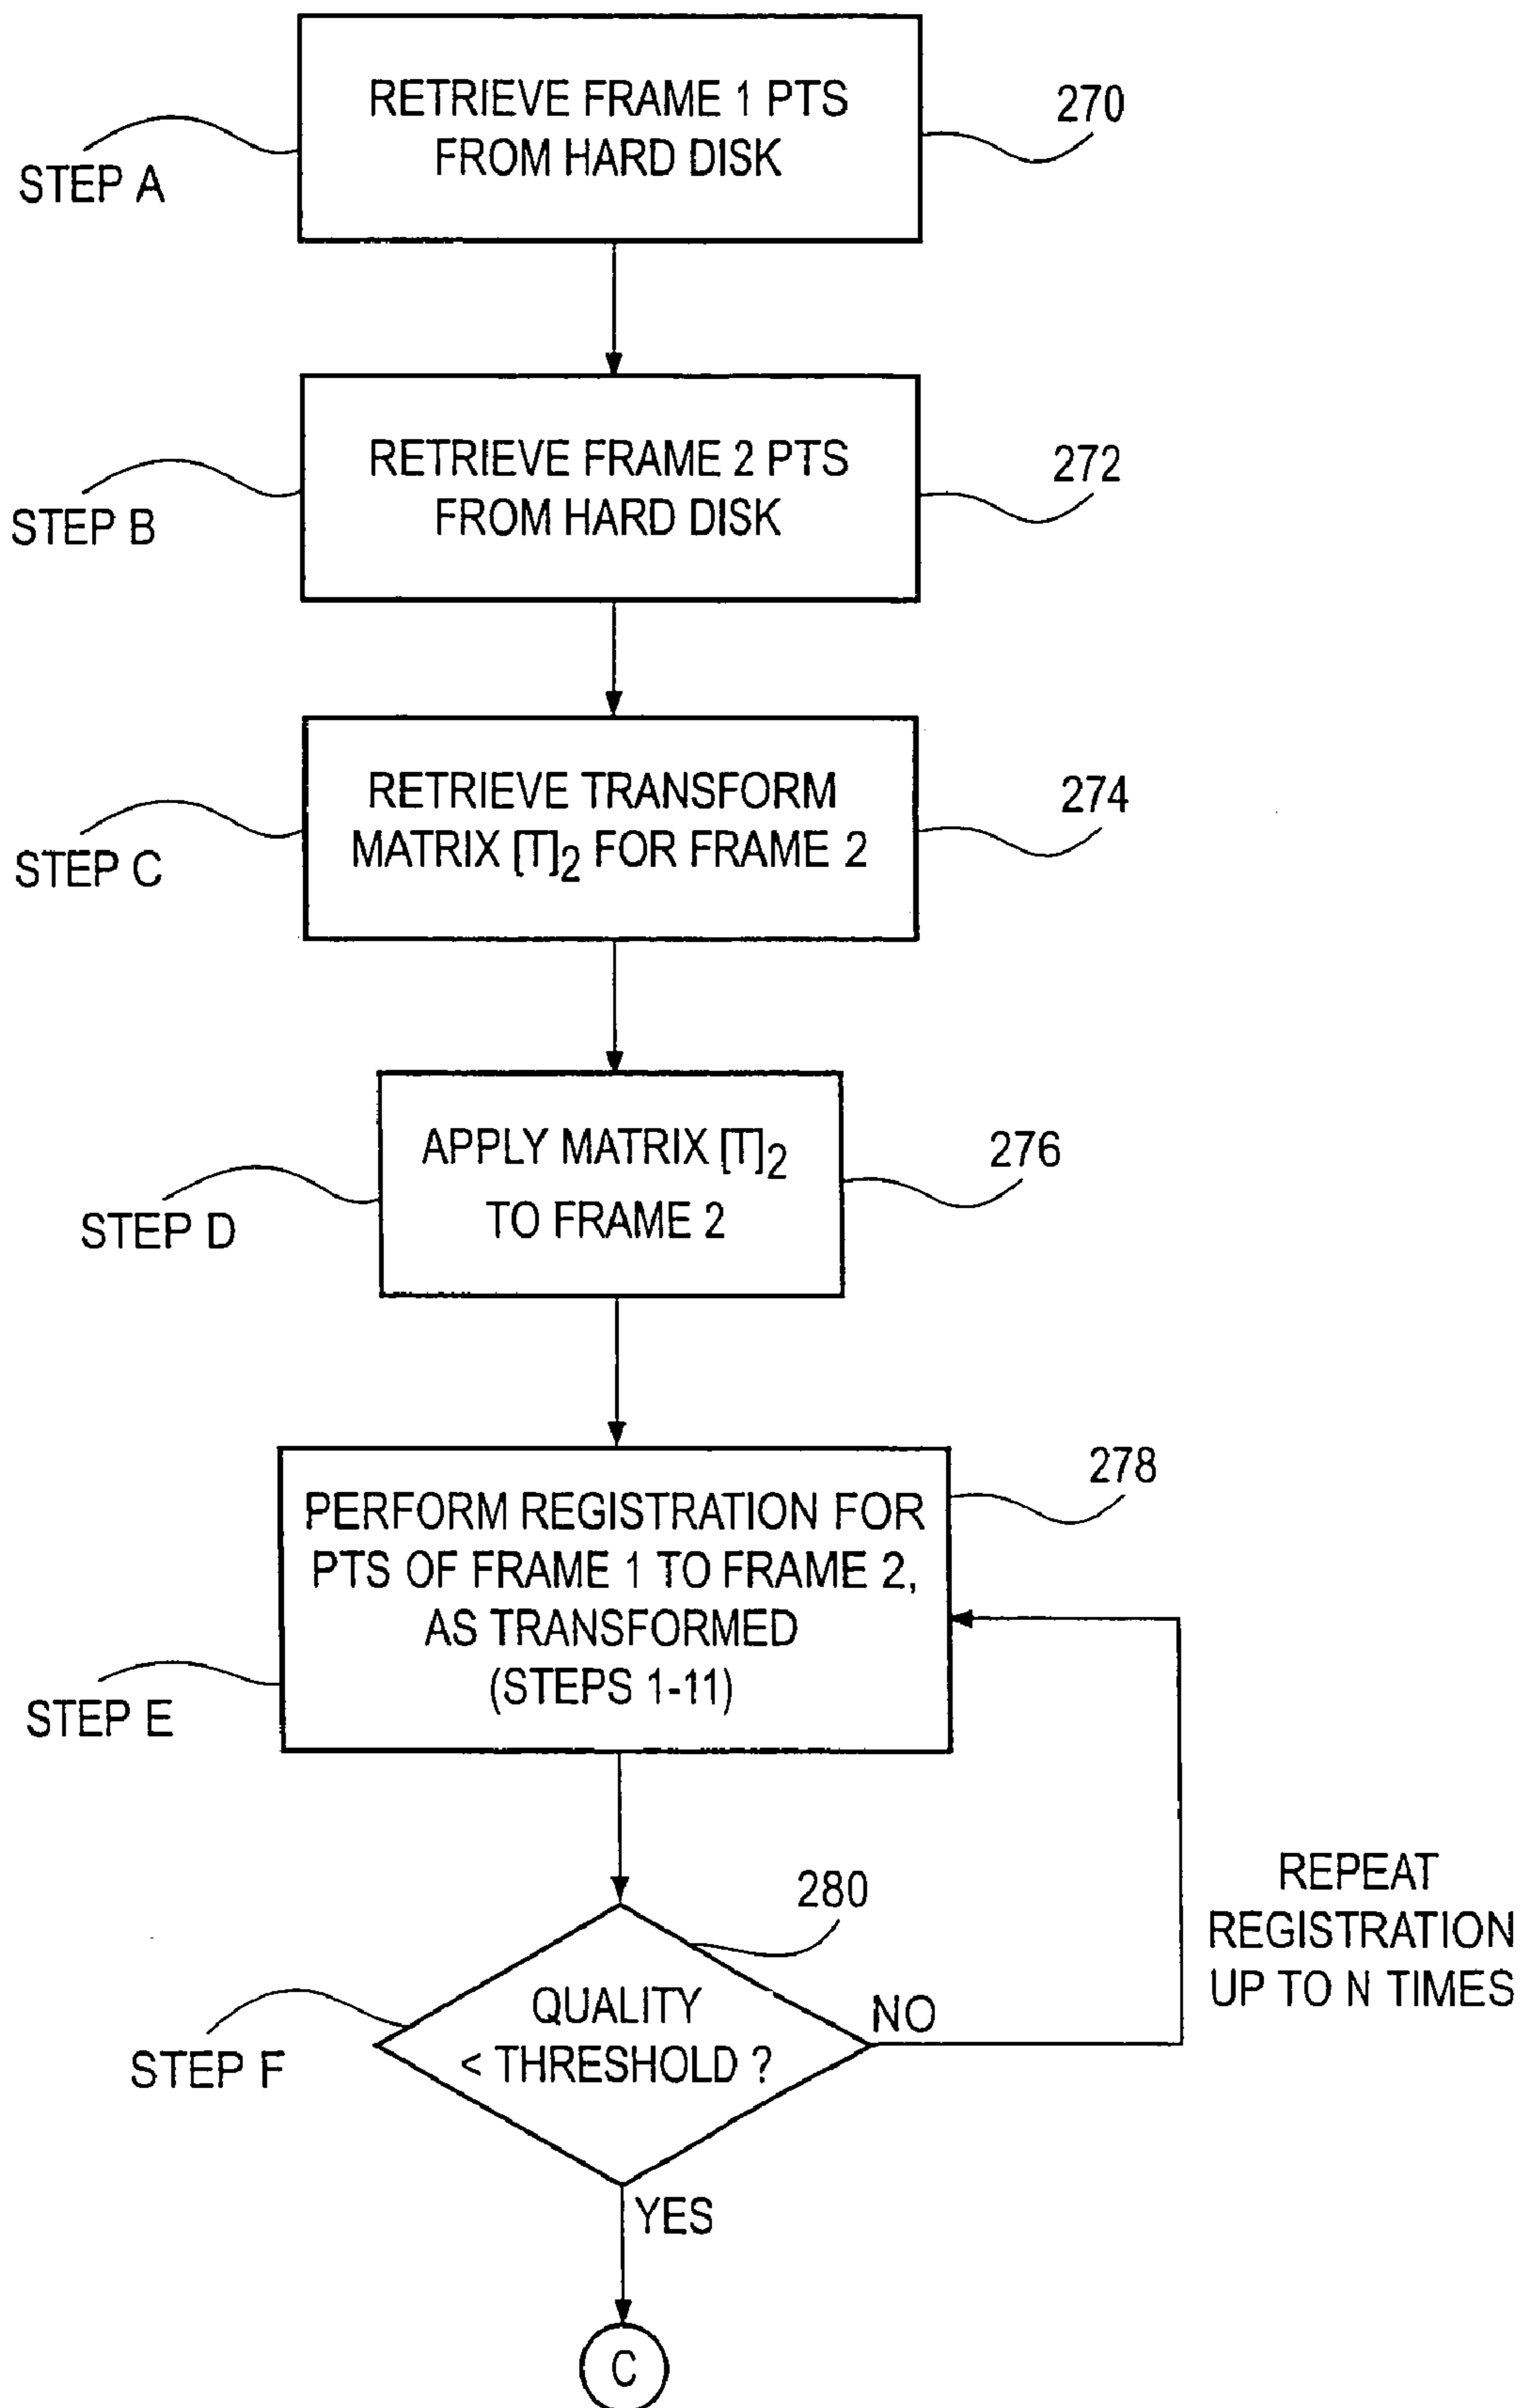 RETRIEVE FRAME 1 PTS
FROM HARD DISK
270
STEP A
RETRIEVE FRAME 2 PTS
FROM HARD DISK
272
STEP B
RETRIEVE TRANSFORM
MATRIX [T]2 FOR FRAME 2
274
STEP C
APPLY MATRIX [T]2
TO FRAME 2
276
STEP D
PERFORM REGISTRATION FOR
PTS OF FRAME 1 TO FRAME 2,
AS TRANSFORMED
(STEPS 1-11)
278
STEP E
280
QUALITY
< THRESHOLD ?
STEP F
NO
REPEAT
REGISTRATION
UP TO N TIMES
YES
C